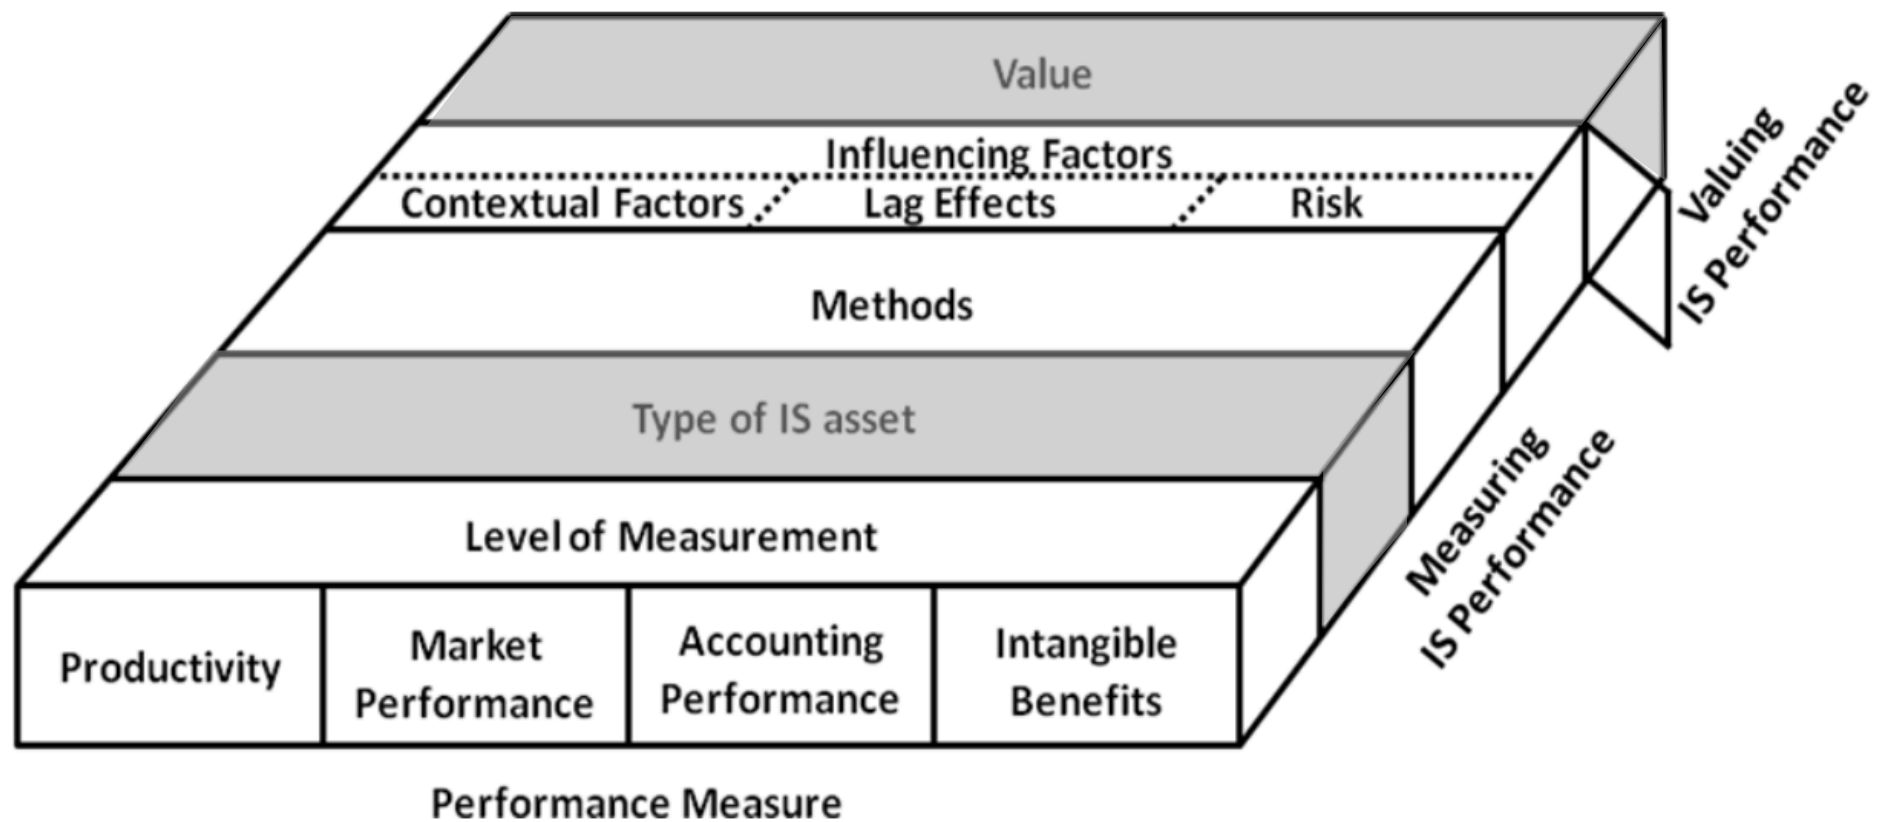 Value
Influencing Factors
Contextual Factors
Lag Effects
Risk
Methods
Type of IS asset
Level of Measurement
Productivity
Market
Performance
Accounting
Performance
Intangible
Benefits
Performance Measure
Valuing
IS Performance
Measuring
IS Performance